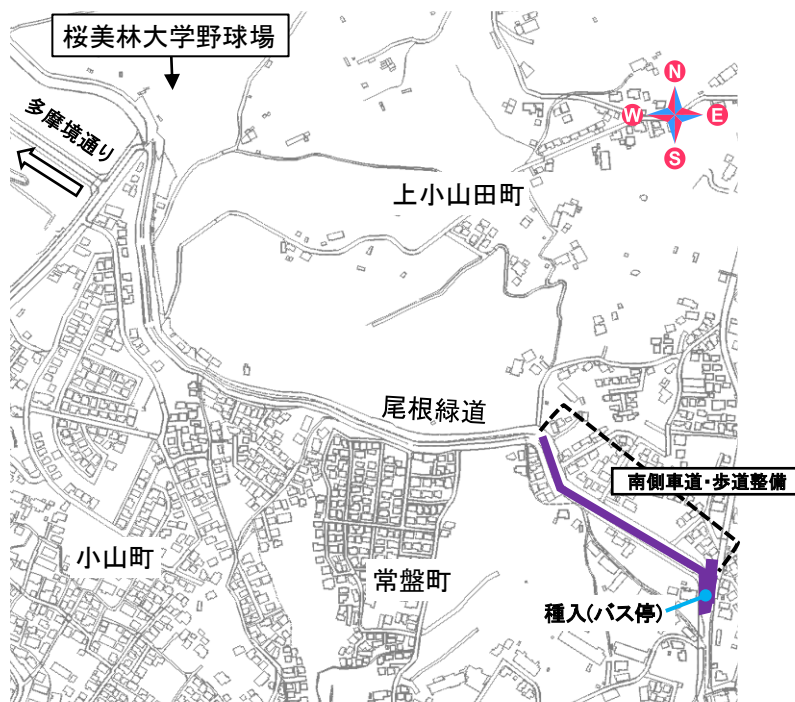 桜美林大学野球場
多摩境通り
N
W
E
S
上小山田町
尾根緑道
南側車道・歩道整備
小山町
常盤町
種入(バス停)